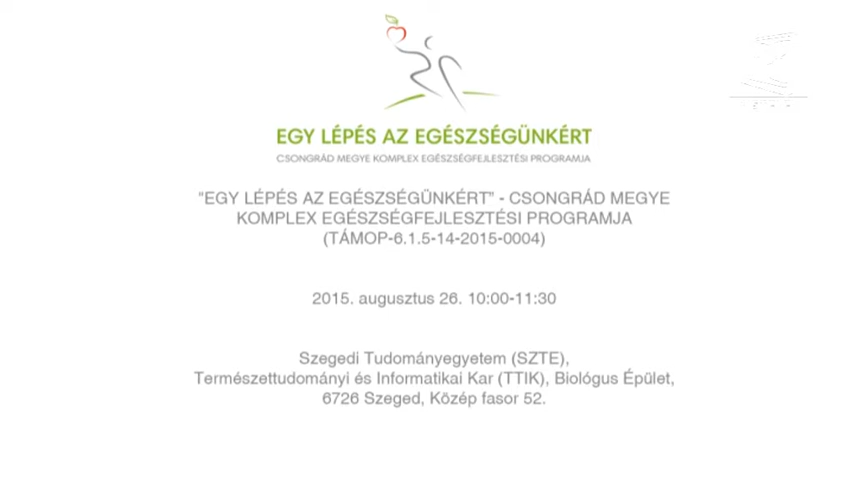 EGY LÉPÉS AZ EGÉSZSÉGÜNKÉRT
CSONGRÁD MEGYE KOMPLEX EGÉSZSÉGFEJLESZTÉSI PROGRAMJA
"EGY LÉPÉS AZ EGÉSZSÉGÜNKÉRT" - CSONGRÁD MEGYE
KOMPLEX EGÉSZSÉGFEJLESZTÉSI PROGRAMJA
(TÁMOP-6.1.5-14-2015-0004)
2015. augusztus 26. 10:00-11:30
Szegedi Tudományegyetem (SZTE),
Természettudományi és Informatikai Kar (TTIK), Biológus Épület,
6726 Szeged, Közép fasor 52.